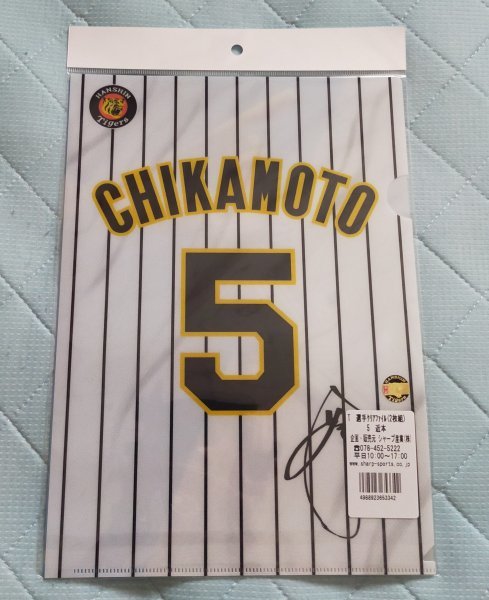 HANSHIN
Tigers
CHIKAMOTO
5
T 選手クリアファイル(2枚組)
5 近本
企画・販売元 シャープ産業(株)
☎078-452-5222
平日10:00~17:00
www.sharp-sports.co.jp
4968923653342